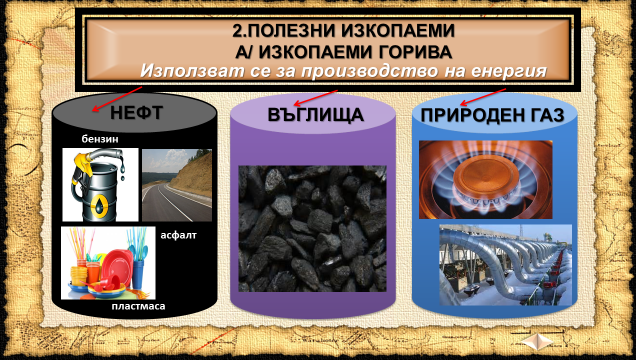 2.ПОЛЕЗНИ ИЗКОПАЕМИ
А/ ИЗКОПАЕМИ ГОРИВА
Използват се за производство на енергия
НЕФТ
ВЪГЛИЩА
ПРИРОДЕН ГАЗ
бензин
асфалт
пластмаса